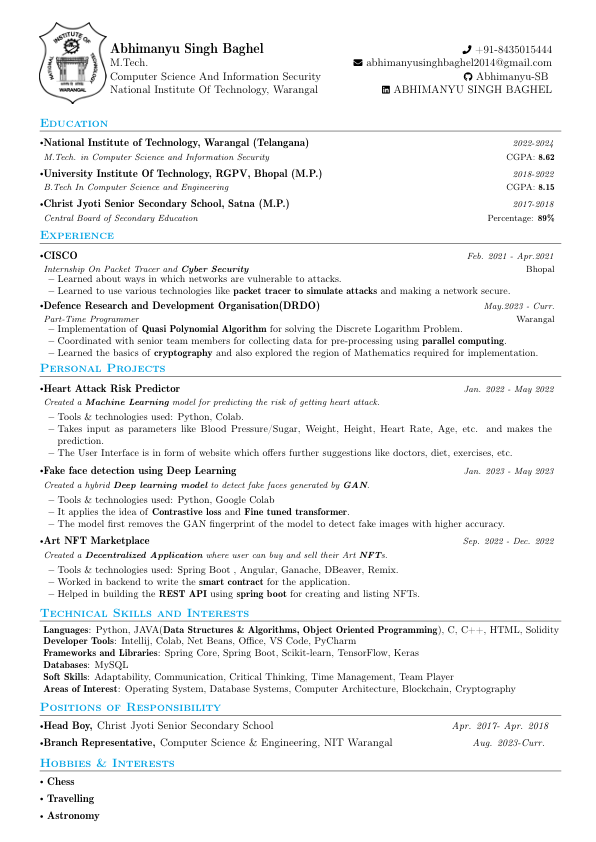 INSTITUTE OF
TECHNOLOGY
NATIONAL
WARANGAL
Abhimanyu Singh Baghel
+91-8435015444
M.Tech.
abhimanyusinghbaghel2014@gmail.com
Computer Science And Information Security
Abhimanyu-SB
National Institute Of Technology, Warangal
ABHIMANYU SINGH BAGHEL
EDUCATION
•National Institute of Technology, Warangal (Telangana) 2022-2024
M.Tech. in Computer Science and Information Security CGPA: 8.62
•University Institute Of Technology, RGPV, Bhopal (M.P.) 2018-2022
B.Tech In Computer Science and Engineering CGPA: 8.15
•Christ Jyoti Senior Secondary School, Satna (M.P.) 2017-2018
Central Board of Secondary Education Percentage: 89%
EXPERIENCE
•CISCO Feb. 2021 - Apr.2021
Internship On Packet Tracer and Cyber Security Bhopal
– Learned about ways in which networks are vulnerable to attacks.
– Learned to use various technologies like packet tracer to simulate attacks and making a network secure.
•Defence Research and Development Organisation(DRDO) May.2023 - Curr.
Part-Time Programmer Warangal
– Implementation of Quasi Polynomial Algorithm for solving the Discrete Logarithm Problem.
– Coordinated with senior team members for collecting data for pre-processing using parallel computing.
– Learned the basics of cryptography and also explored the region of Mathematics required for implementation.
PERSONAL PROJECTS
•Heart Attack Risk Predictor Jan. 2022 - May 2022
Created a Machine Learning model for predicting the risk of getting heart attack.
– Tools & technologies used: Python, Colab.
– Takes input as parameters like Blood Pressure/Sugar, Weight, Height, Heart Rate, Age, etc. and makes the
prediction.
– The User Interface is in form of website which offers further suggestions like doctors, diet, exercises, etc.
•Fake face detection using Deep Learning Jan. 2023 - May 2023
Created a hybrid Deep learning model to detect fake faces generated by GAN.
– Tools & technologies used: Python, Google Colab
– It applies the idea of Contrastive loss and Fine tuned transformer.
– The model first removes the GAN fingerprint of the model to detect fake images with higher accuracy.
•Art NFT Marketplace Sep. 2022 - Dec. 2022
Created a Decentralized Application where user can buy and sell their Art NFTs.
– Tools & technologies used: Spring Boot , Angular, Ganache, DBeaver, Remix.
– Worked in backend to write the smart contract for the application.
– Helped in building the REST API using spring boot for creating and listing NFTs.
TECHNICAL SKILLS AND INTERESTS
Languages: Python, JAVA(Data Structures & Algorithms, Object Oriented Programming), C, C++, HTML, Solidity
Developer Tools: Intellij, Colab, Net Beans, Office, VS Code, PyCharm
Frameworks and Libraries: Spring Core, Spring Boot, Scikit-learn, TensorFlow, Keras
Databases: MySQL
Soft Skills: Adaptability, Communication, Critical Thinking, Time Management, Team Player
Areas of Interest: Operating System, Database Systems, Computer Architecture, Blockchain, Cryptography
POSITIONS OF RESPONSIBILITY
•Head Boy, Christ Jyoti Senior Secondary School Apr. 2017- Apr. 2018
•Branch Representative, Computer Science & Engineering, NIT Warangal Aug. 2023-Curr.
HOBBIES & INTERESTS
• Chess
• Travelling
• Astronomy